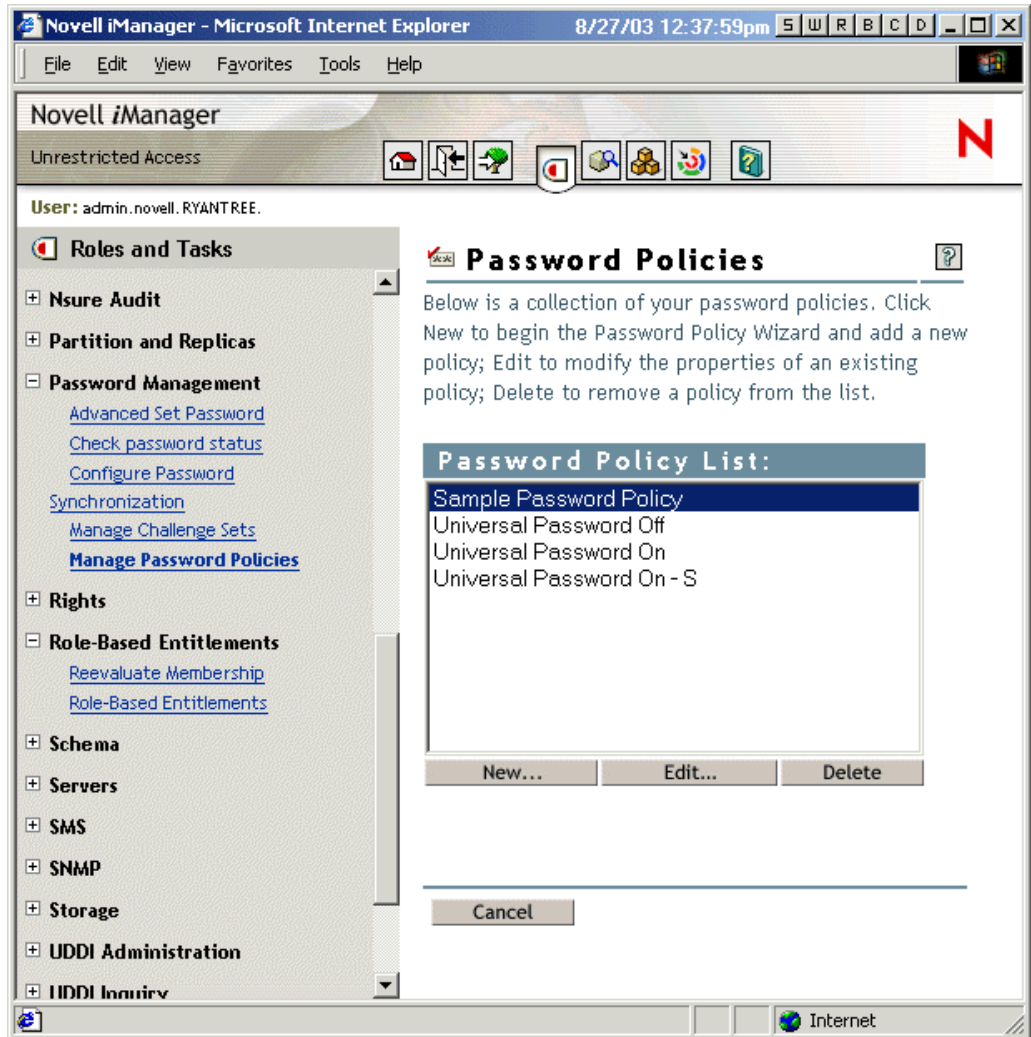 Novell iManager - Microsoft Internet Explorer 8/27/03 12:37:59pm S W R B C D
File Edit View Favorites Tools Help
Novell iManager
Unrestricted Access
N
User: admin.novell.RYANTREE.
Roles and Tasks
Nsure Audit
Partition and Replicas
Password Management
Advanced Set Password
Check password status
Configure Password
Synchronization
Manage Challenge Sets
Manage Password Policies
Rights
Role-Based Entitlements
Reevaluate Membership
Role-Based Entitlements
Schema
Servers
SMS
SNMP
Storage
UDDI Administration
UDDI Inquiry
Password Policies
Below is a collection of your password policies. Click
New to begin the Password Policy Wizard and add a new
policy; Edit to modify the properties of an existing
policy; Delete to remove a policy from the list.
Password Policy List:
Sample Password Policy
Universal Password Off
Universal Password On
Universal Password On - S
New... Edit... Delete
Cancel
Internet